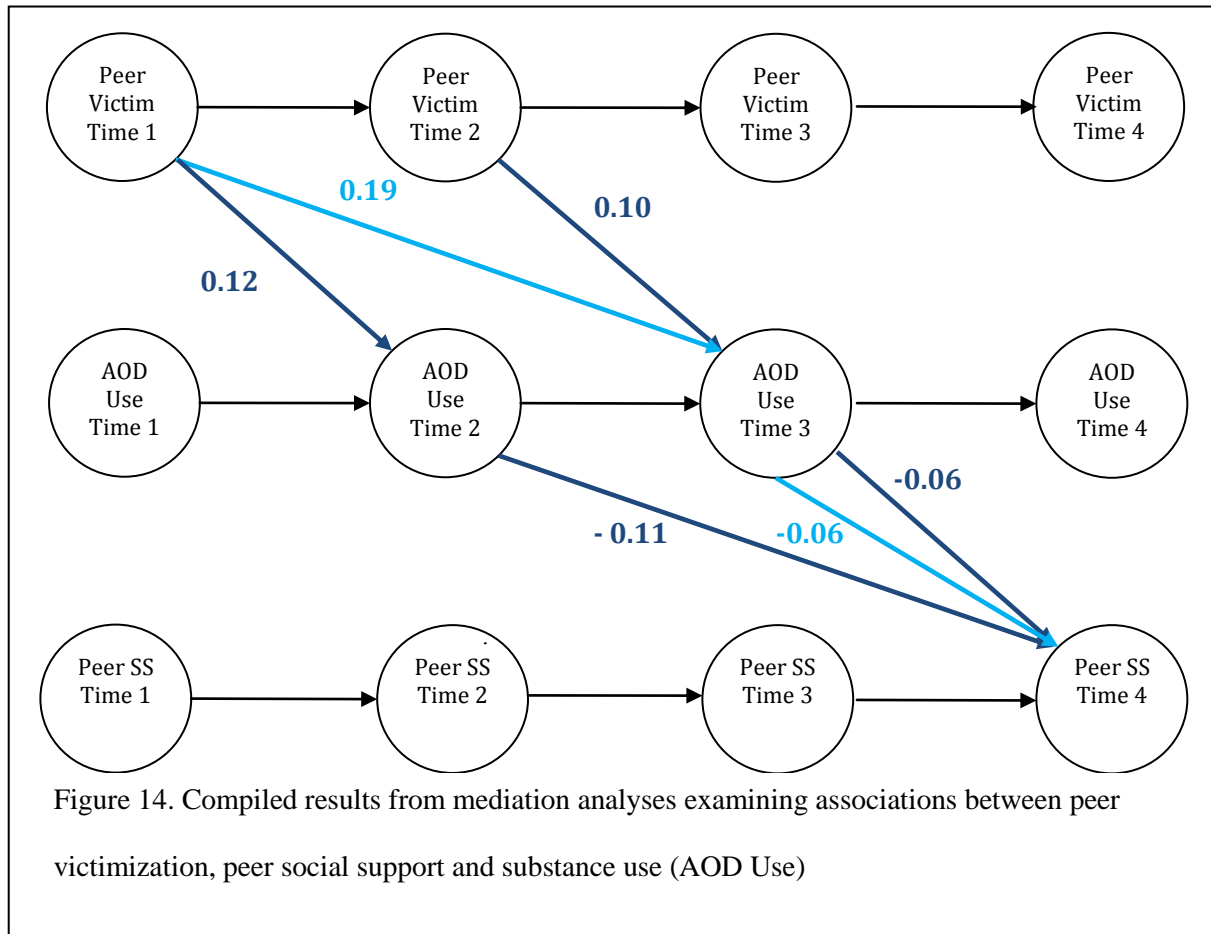 Peer
Victim
Time 1
Peer
Victim
Time 2
Peer
Victim
Time 3
Peer
Victim
Time 4
0.19
0.10
0.12
AOD
Use
Time 1
AOD
Use
Time 2
AOD
Use
Time 3
AOD
Use
Time 4
-0.06
- 0.11
-0.06
Peer SS
Time 1
Peer SS
Time 2
Peer SS
Time 3
Peer SS
Time 4
Figure 14. Compiled results from mediation analyses examining associations between peer
victimization, peer social support and substance use (AOD Use)